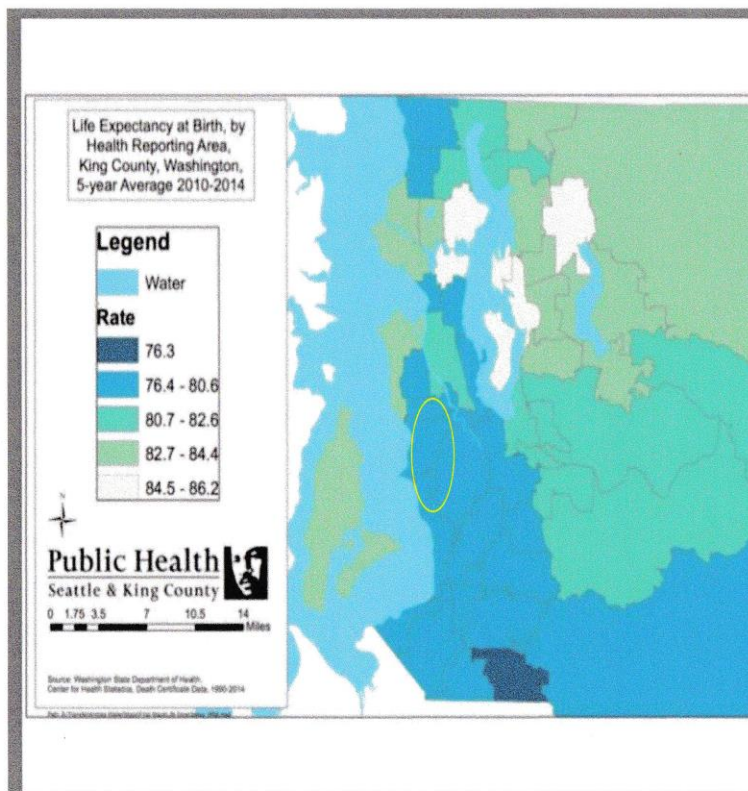 Life Expectancy at Birth, by
Health Reporting Area,
King County, Washington,
5-year Average 2010-2014
Legend
Water
Rate
76.3
76.4 - 80.6
80.7 - 82.6
82.7 - 84.4
84.5 - 86.2
N
Public Health
Seattle & King County
0 1.75 3.5 7 10.5 14
Miles
Source: Washington State Department of Health,
Center for Health Statistics, Death Certificate Data, 1990-2014